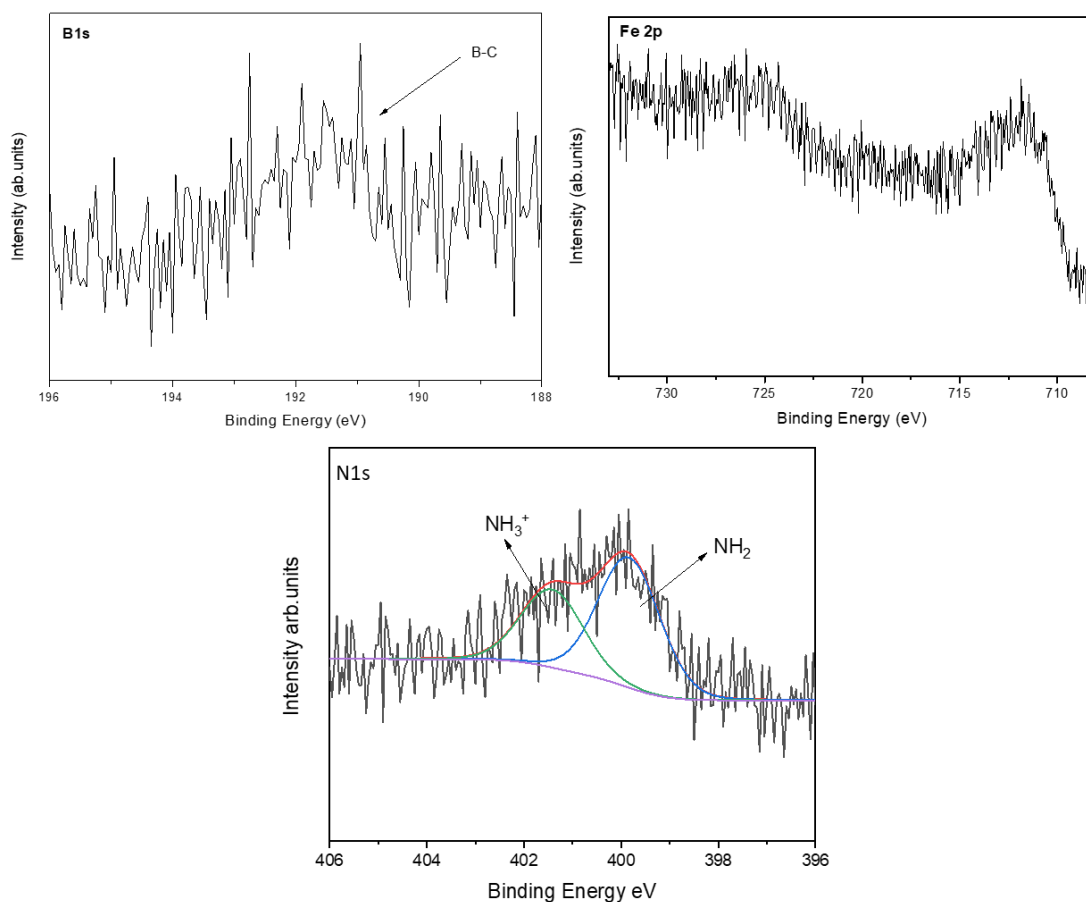 B1s
B-C
Intensity (ab.units)
196 194 192 190 188
Binding Energy (eV)
Fe 2p
Intensity (ab.units)
730 725 720 715 710
Binding Energy (eV)
N1s
NH₃⁺
NH₂
Intensity arb.units
406 404 402 400 398 396
Binding Energy eV